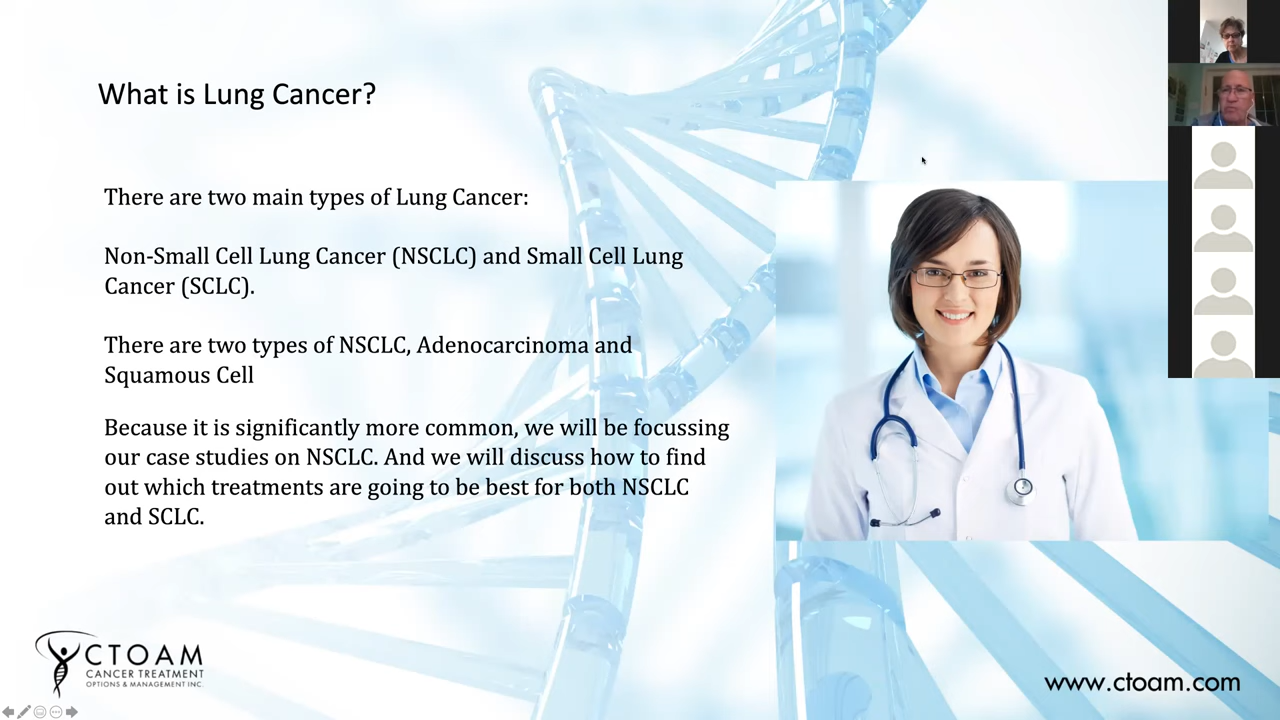 What is Lung Cancer?
There are two main types of Lung Cancer:
Non-Small Cell Lung Cancer (NSCLC) and Small Cell Lung
Cancer (SCLC).
There are two types of NSCLC, Adenocarcinoma and
Squamous Cell
Because it is significantly more common, we will be focussing
our case studies on NSCLC. And we will discuss how to find
out which treatments are going to be best for both NSCLC
and SCLC.
CTOAM
CANCER TREATMENT
OPTIONS & MANAGEMENT INC.
www.ctoam.com